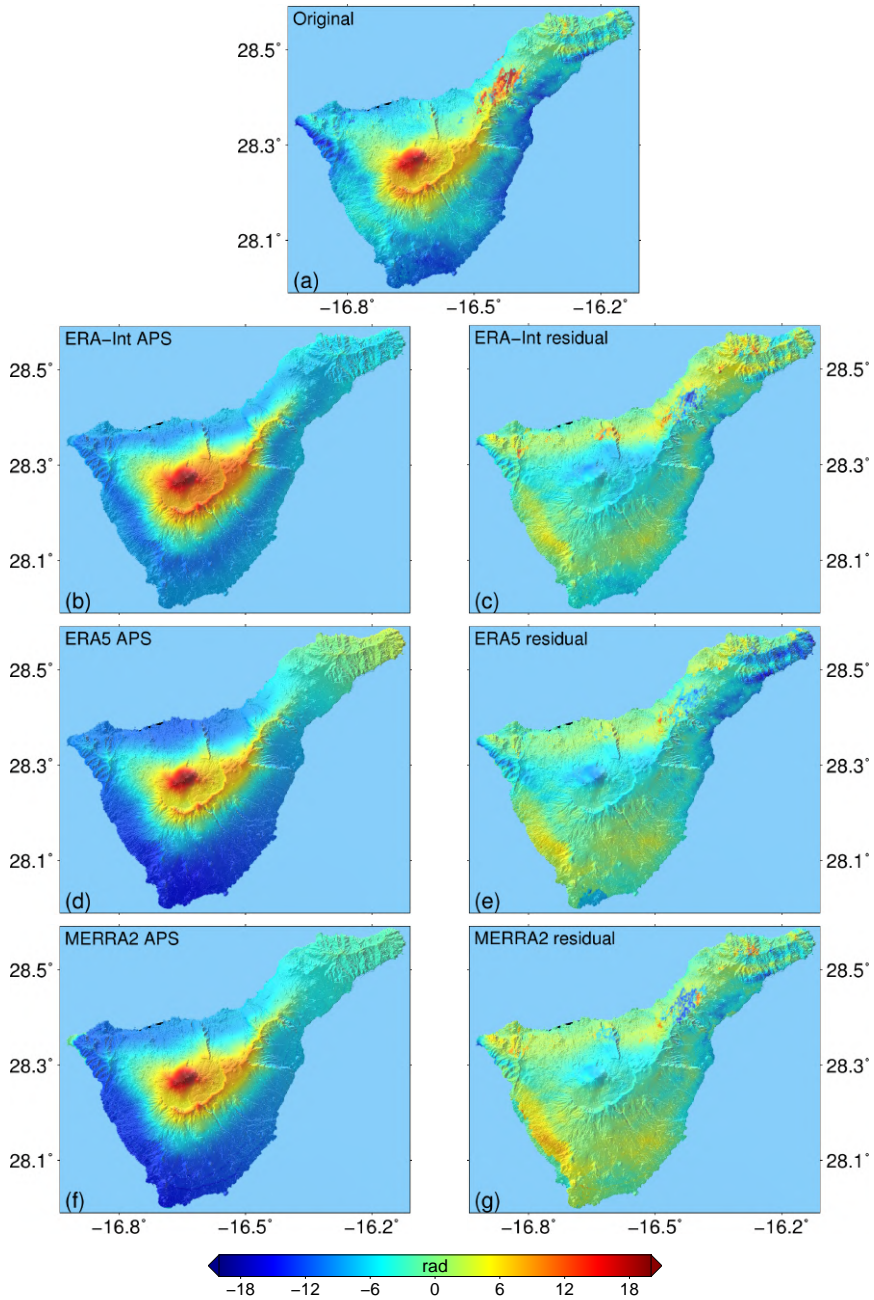 Original
28.5°
28.3°
28.1°
(a)
−16.8° −16.5° −16.2°
ERA−Int APS
ERA−Int residual
28.5°
28.5°
28.3°
28.3°
28.1°
28.1°
(b)
(c)
ERA5 APS
ERA5 residual
28.5°
28.5°
28.3°
28.3°
28.1°
28.1°
(d)
(e)
MERRA2 APS
MERRA2 residual
28.5°
28.5°
28.3°
28.3°
28.1°
28.1°
(f)
(g)
−16.8° −16.5° −16.2°
−16.8° −16.5° −16.2°
rad
−18 −12 −6 0 6 12 18